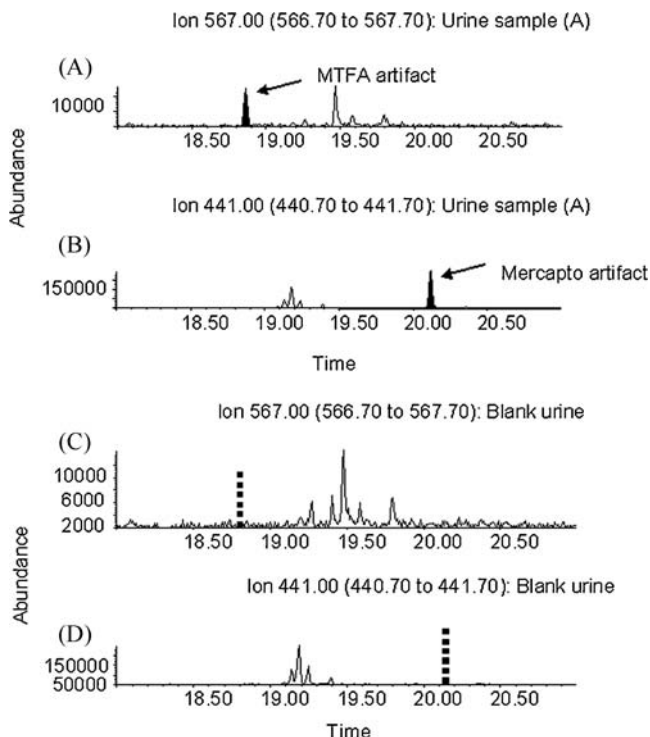 Ion 567.00 (566.70 to 567.70): Urine sample (A)
(A)
MTFA artifact
10000
18.50 19.00 19.50 20.00 20.50
Abundance
Ion 441.00 (440.70 to 441.70): Urine sample (A)
(B)
Mercapto artifact
150000
18.50 19.00 19.50 20.00 20.50
Time
Ion 567.00 (566.70 to 567.70): Blank urine
(C)
10000
6000
2000
18.50 19.00 19.50 20.00 20.50
Abundance
Ion 441.00 (440.70 to 441.70): Blank urine
(D)
150000
50000
18.50 19.00 19.50 20.00 20.50
Time